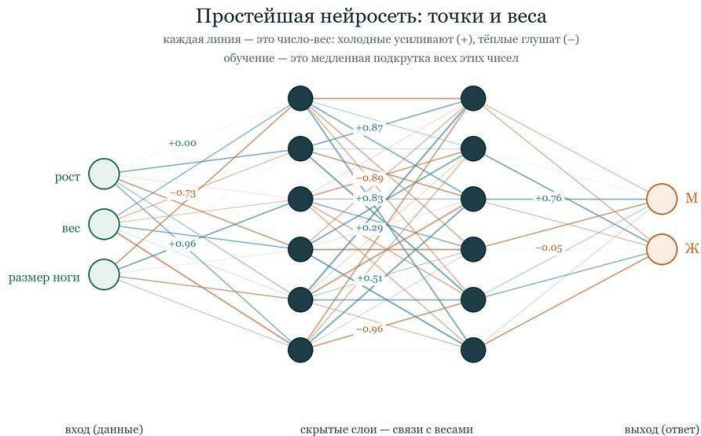 Простейшая нейросеть: точки и веса
каждая линия — это число-вес: холодные усиливают (+), тёплые глушат (−)
обучение — это медленная подкрутка всех этих чисел
+0.87
+0.00
рост
−0.89
−0.73
+0.83
+0.76
М
вес
+0.29
+0.96
−0.05
Ж
размер ноги
+0.51
−0.96
вход (данные)
скрытые слои — связи с весами
выход (ответ)